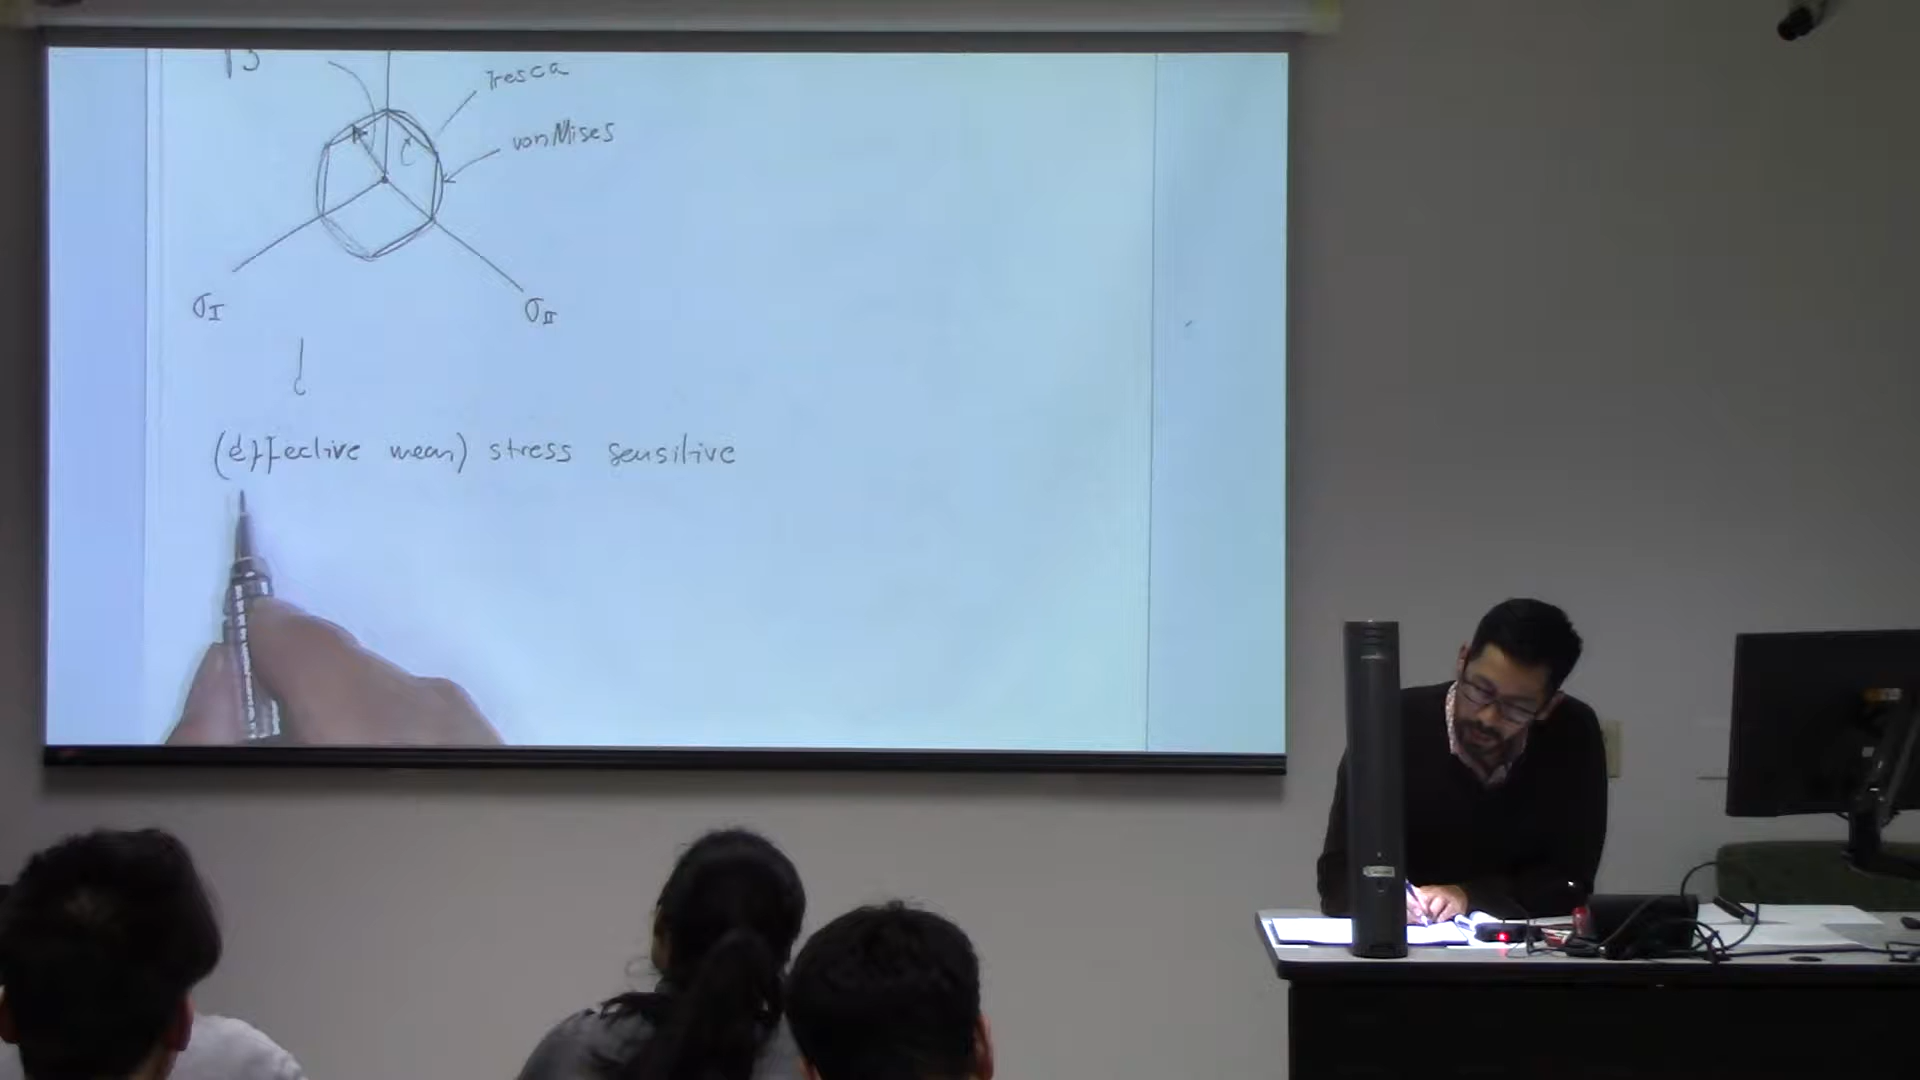 Tresca
von Mises
σI
σII
(effective mean) stress sensitive